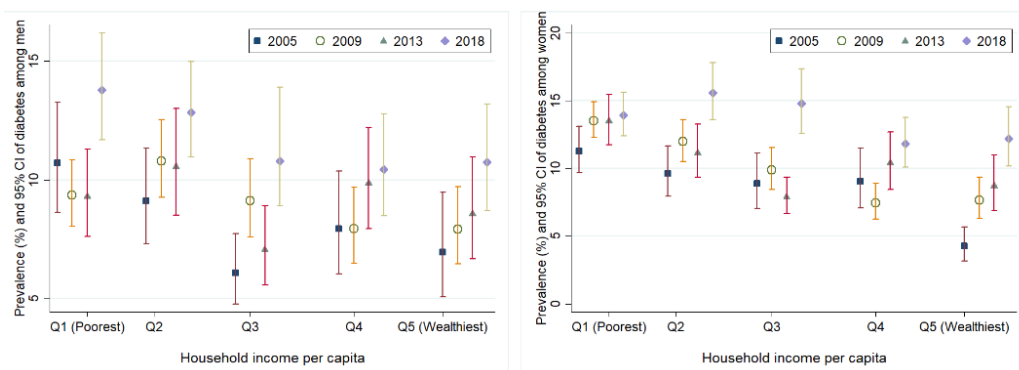 Prevalence (%) and 95% CI of diabetes among men
15
10
5
2005 2009 2013 2018
Q1 (Poorest) Q2 Q3 Q4 Q5 (Wealthiest)
Household income per capita
Prevalence (%) and 95% CI of diabetes among women
20
15
10
5
0
2005 2009 2013 2018
Q1 (Poorest) Q2 Q3 Q4 Q5 (Wealthiest)
Household income per capita